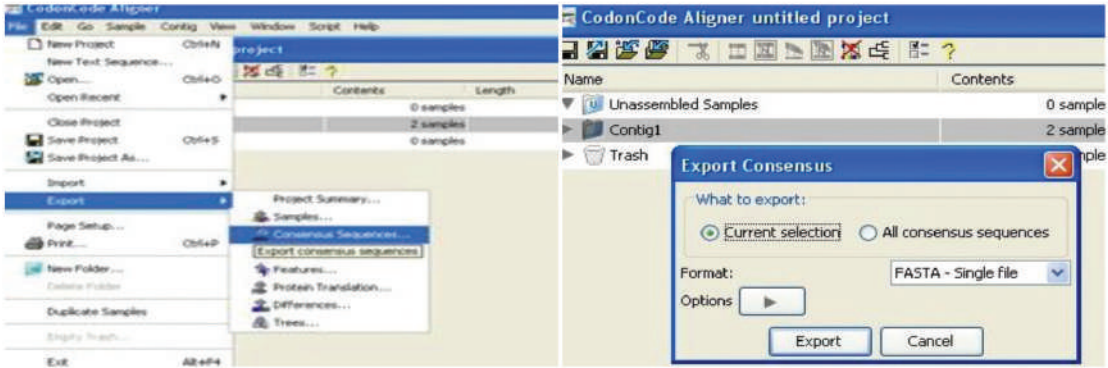 CodonCode Aligner
File Edit Go Sample Contig View Window Script Help
New Project Ctrl+N
New Text Sequence...
Open... Ctrl+O
Open Recent
Close Project
Save Project Ctrl+S
Save Project As...
Import
Export
Page Setup...
Print... Ctrl+P
New Folder...
Delete Folder
Duplicate Samples
Empty Trash...
Exit Alt+F4
project
Contents Length
0 samples
2 samples
0 samples
Project Summary...
Samples...
Consensus Sequences...
Export consensus sequences
Features...
Protein Translation...
Differences...
Trees...
CodonCode Aligner untitled project
Name Contents
Unassembled Samples 0 sample
Contig1 2 sample
Trash mple
Export Consensus
What to export:
Current selection All consensus sequences
Format: FASTA - Single file
Options
Export Cancel